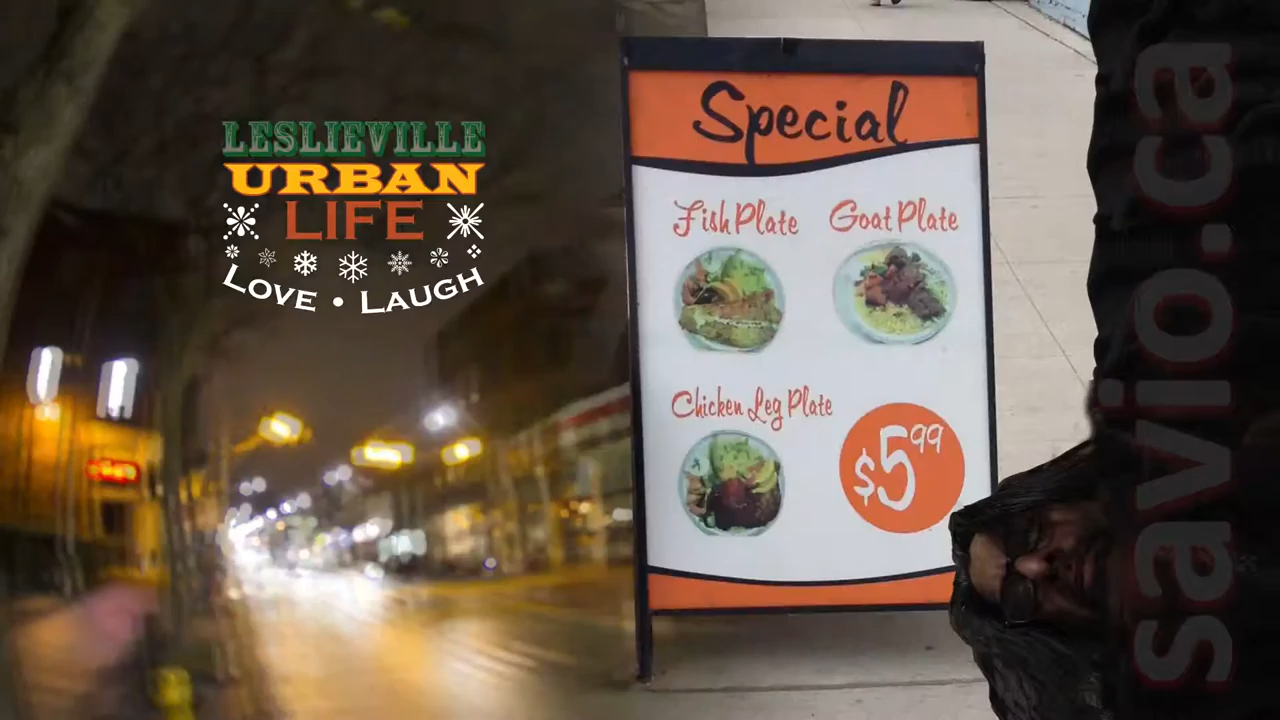 LESLIEVILLE
URBAN
LIFE
LOVE • LAUGH
Special
Fish Plate
Goat Plate
Chicken Leg Plate
$5.99
savio.ca